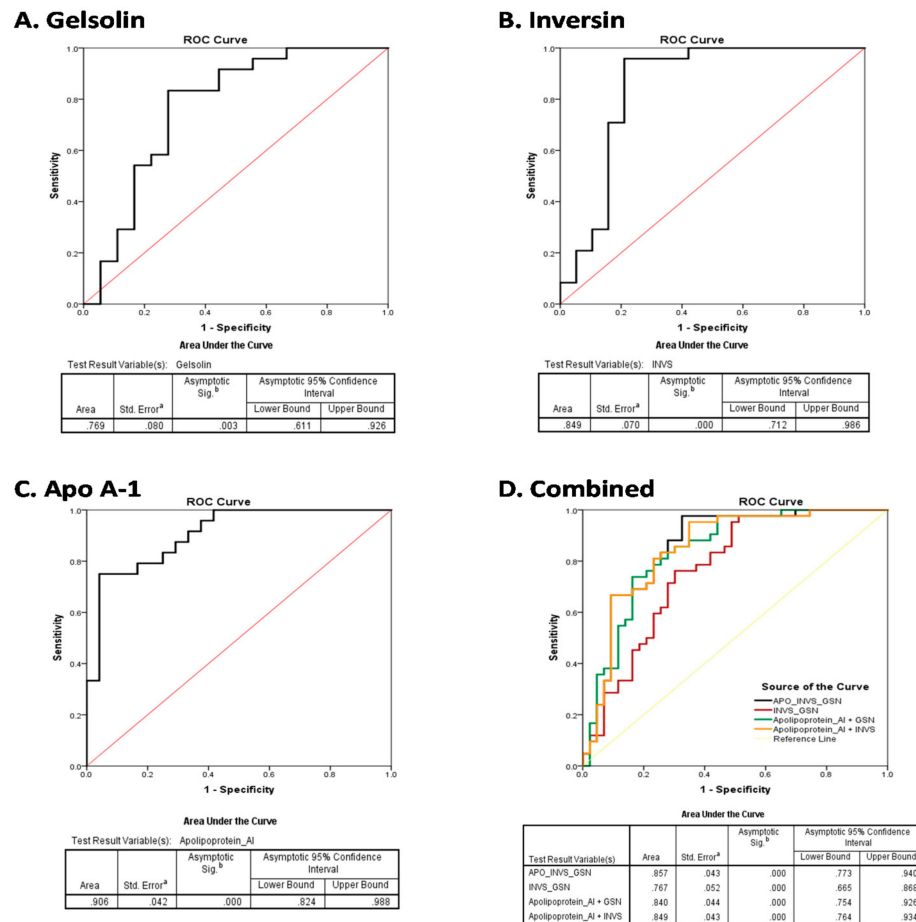 A. Gelsolin
ROC Curve
1.0
0.8
0.6
0.4
0.2
0.0
Sensitivity
0.0 0.2 0.4 0.6 0.8 1.0
1 - Specificity
Area Under the Curve
Test Result Variable(s): Gelsolin
Area Std. Error^a Asymptotic Sig.^b Asymptotic 95% Confidence Interval
Lower Bound Upper Bound
.769 .080 .003 .611 .926
B. Inversin
ROC Curve
1.0
0.8
0.6
0.4
0.2
0.0
Sensitivity
0.0 0.2 0.4 0.6 0.8 1.0
1 - Specificity
Area Under the Curve
Test Result Variable(s): INVS
Area Std. Error^a Asymptotic Sig.^b Asymptotic 95% Confidence Interval
Lower Bound Upper Bound
.849 .070 .000 .712 .986
C. Apo A-1
ROC Curve
1.0
0.8
0.6
0.4
0.2
0.0
Sensitivity
0.0 0.2 0.4 0.6 0.8 1.0
1 - Specificity
Area Under the Curve
Test Result Variable(s): Apolipoprotein_AI
Area Std. Error^a Asymptotic Sig.^b Asymptotic 95% Confidence Interval
Lower Bound Upper Bound
.906 .042 .000 .824 .988
D. Combined
ROC Curve
1.0
0.8
0.6
0.4
0.2
0.0
Sensitivity
Source of the Curve
APO_INVS_GSN
INVS_GSN
Apolipoprotein_AI + GSN
Apolipoprotein_AI + INVS
Reference Line
0.0 0.2 0.4 0.6 0.8 1.0
1 - Specificity
Area Under the Curve
Test Result Variable(s) Area Std. Error^a Asymptotic Sig.^b Asymptotic 95% Confidence Interval
Lower Bound Upper Bound
APO_INVS_GSN .857 .043 .000 .773 .940
INVS_GSN .767 .052 .000 .665 .868
Apolipoprotein_AI + GSN .840 .044 .000 .754 .926
Apolipoprotein_AI + INVS .849 .043 .000 .764 .934